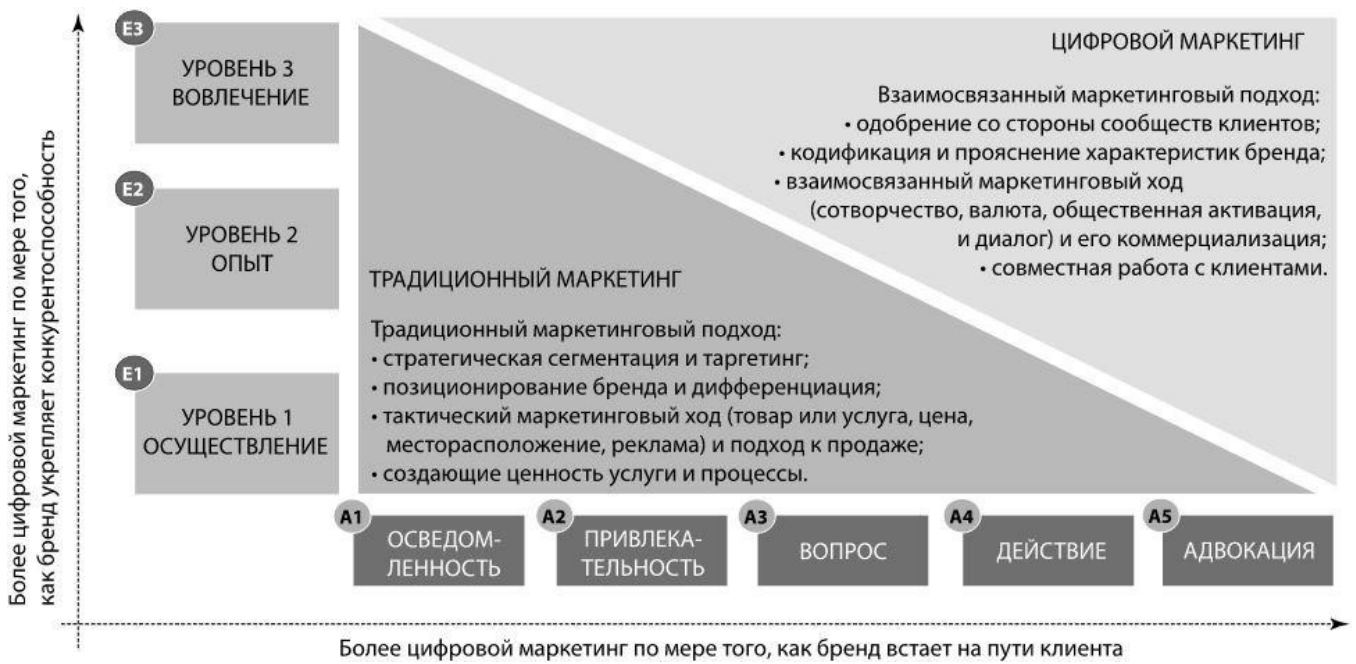 E3
УРОВЕНЬ 3
ВОВЛЕЧЕНИЕ
E2
УРОВЕНЬ 2
ОПЫТ
E1
УРОВЕНЬ 1
ОСУЩЕСТВЛЕНИЕ
Более цифровой маркетинг по мере того,
как бренд укрепляет конкурентоспособность
ЦИФРОВОЙ МАРКЕТИНГ
Взаимосвязанный маркетинговый подход:
• одобрение со стороны сообществ клиентов;
• кодификация и прояснение характеристик бренда;
• взаимосвязанный маркетинговый ход
(сотворчество, валюта, общественная активация,
и диалог) и его коммерциализация;
• совместная работа с клиентами.
ТРАДИЦИОННЫЙ МАРКЕТИНГ
Традиционный маркетинговый подход:
• стратегическая сегментация и таргетинг;
• позиционирование бренда и дифференциация;
• тактический маркетинговый ход (товар или услуга, цена,
месторасположение, реклама) и подход к продаже;
• создающие ценность услуги и процессы.
A1
ОСВЕДОМ-
ЛЕННОСТЬ
A2
ПРИВЛЕКА-
ТЕЛЬНОСТЬ
A3
ВОПРОС
A4
ДЕЙСТВИЕ
A5
АДВОКАЦИЯ
Более цифровой маркетинг по мере того, как бренд встает на пути клиента